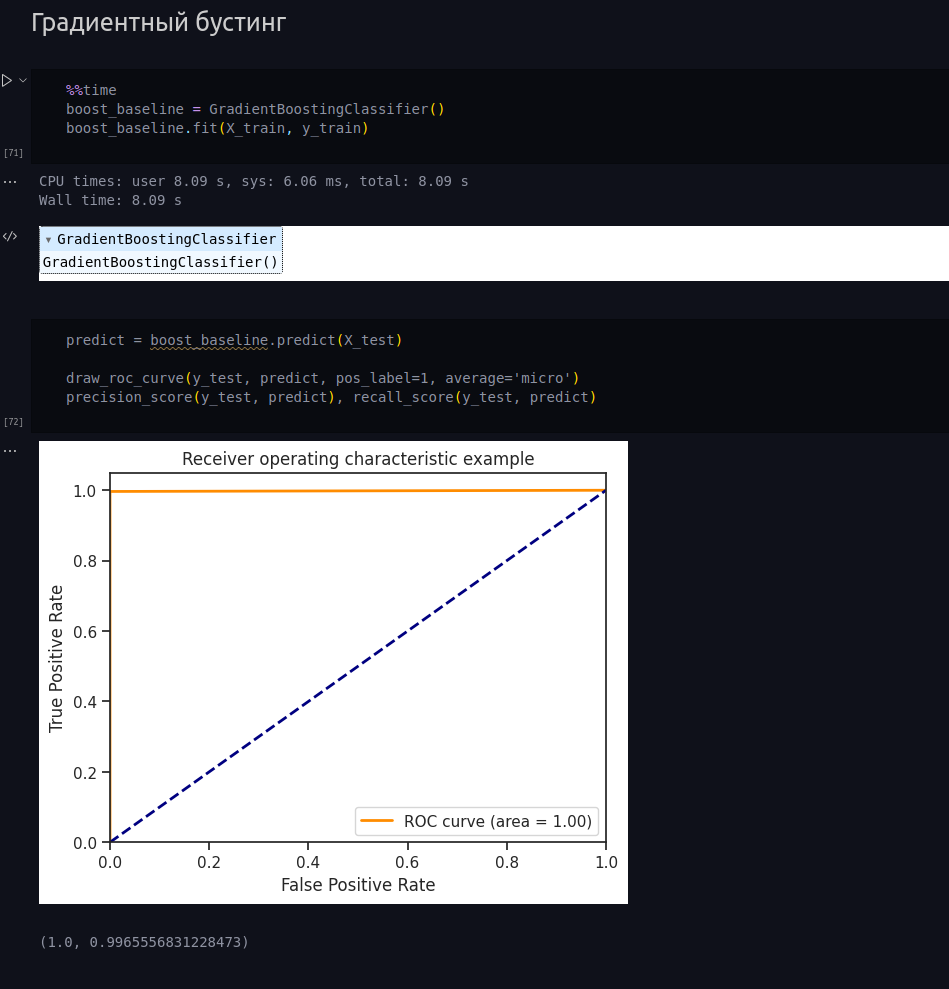 Градиентный бустинг
%%time
boost_baseline = GradientBoostingClassifier()
boost_baseline.fit(X_train, y_train)
[71]
CPU times: user 8.09 s, sys: 6.06 ms, total: 8.09 s
Wall time: 8.09 s
GradientBoostingClassifier
GradientBoostingClassifier()
predict = boost_baseline.predict(X_test)
draw_roc_curve(y_test, predict, pos_label=1, average='micro')
precision_score(y_test, predict), recall_score(y_test, predict)
[72]
Receiver operating characteristic example
1.0
0.8
0.6
0.4
0.2
0.0
True Positive Rate
ROC curve (area = 1.00)
0.0 0.2 0.4 0.6 0.8 1.0
False Positive Rate
(1.0, 0.9965556831228473)